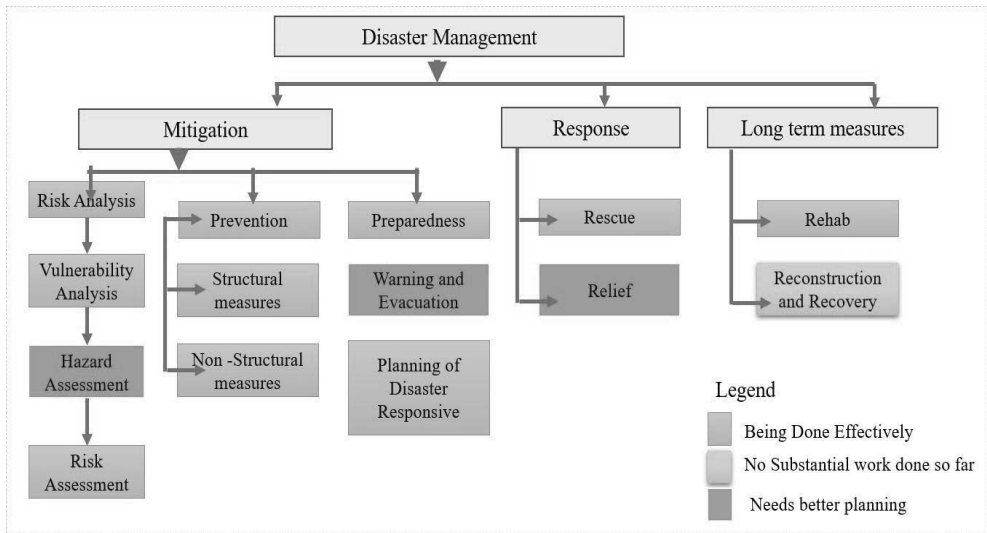 Disaster Management
Mitigation
Response
Long term measures
Risk Analysis
Vulnerability
Analysis
Hazard
Assessment
Risk
Assessment
Prevention
Structural
measures
Non -Structural
measures
Preparedness
Warning and
Evacuation
Planning of
Disaster
Responsive
Rescue
Relief
Rehab
Reconstruction
and Recovery
Legend
Being Done Effectively
No Substantial work done so far
Needs better planning